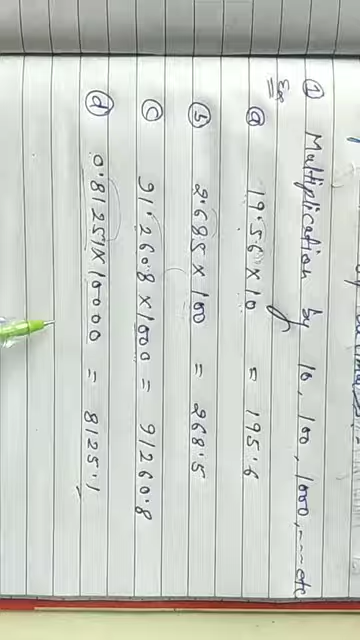 ① Multiplication by 10, 100, 1000, ---- etc
Ex
ⓐ 19.56 x 10 = 195.6
ⓑ 2.685 x 100 = 268.5
ⓒ 91.2608 x 1000 = 91260.8
ⓓ 0.81251 x 10000 = 8125.1